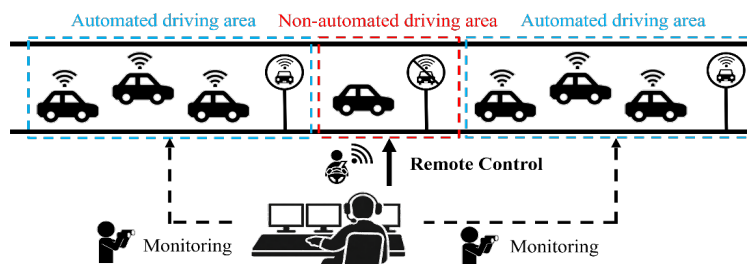 Automated driving area
Non-automated driving area
Automated driving area
Remote Control
Monitoring
Monitoring